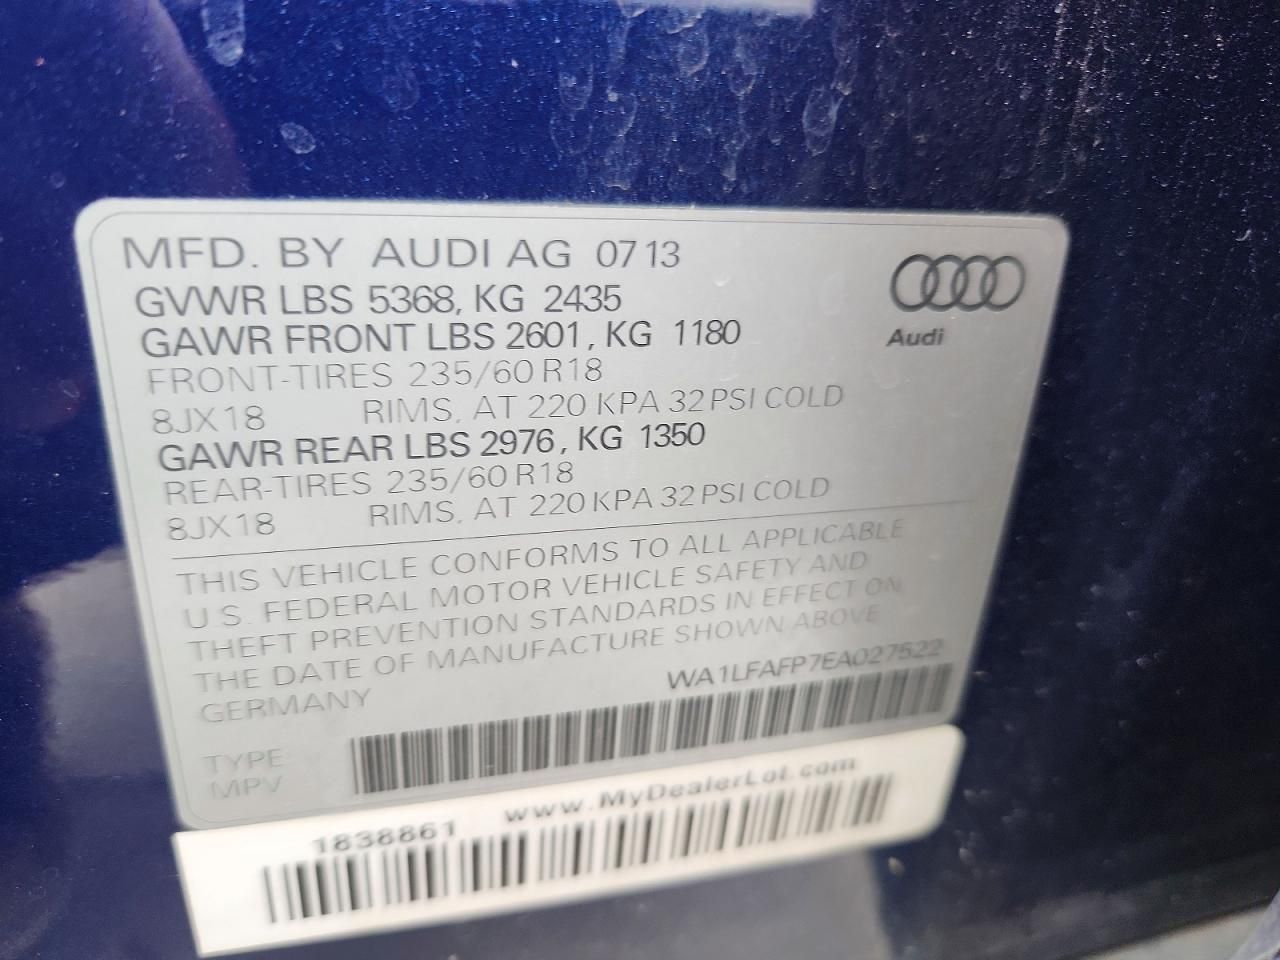 MFD. BY AUDI AG 07 13
GVWR LBS 5368, KG 2435
GAWR FRONT LBS 2601, KG 1180
FRONT-TIRES 235/60 R18
8JX18 RIMS, AT 220 KPA 32 PSI COLD
GAWR REAR LBS 2976, KG 1350
REAR-TIRES 235/60 R18
8JX18 RIMS, AT 220 KPA 32 PSI COLD
Audi
THIS VEHICLE CONFORMS TO ALL APPLICABLE
U.S. FEDERAL MOTOR VEHICLE SAFETY AND
THEFT PREVENTION STANDARDS IN EFFECT ON
THE DATE OF MANUFACTURE SHOWN ABOVE
GERMANY
WA1LFAFP7EA027522
TYPE
MPV
1838861 www.MyDealerLot.com